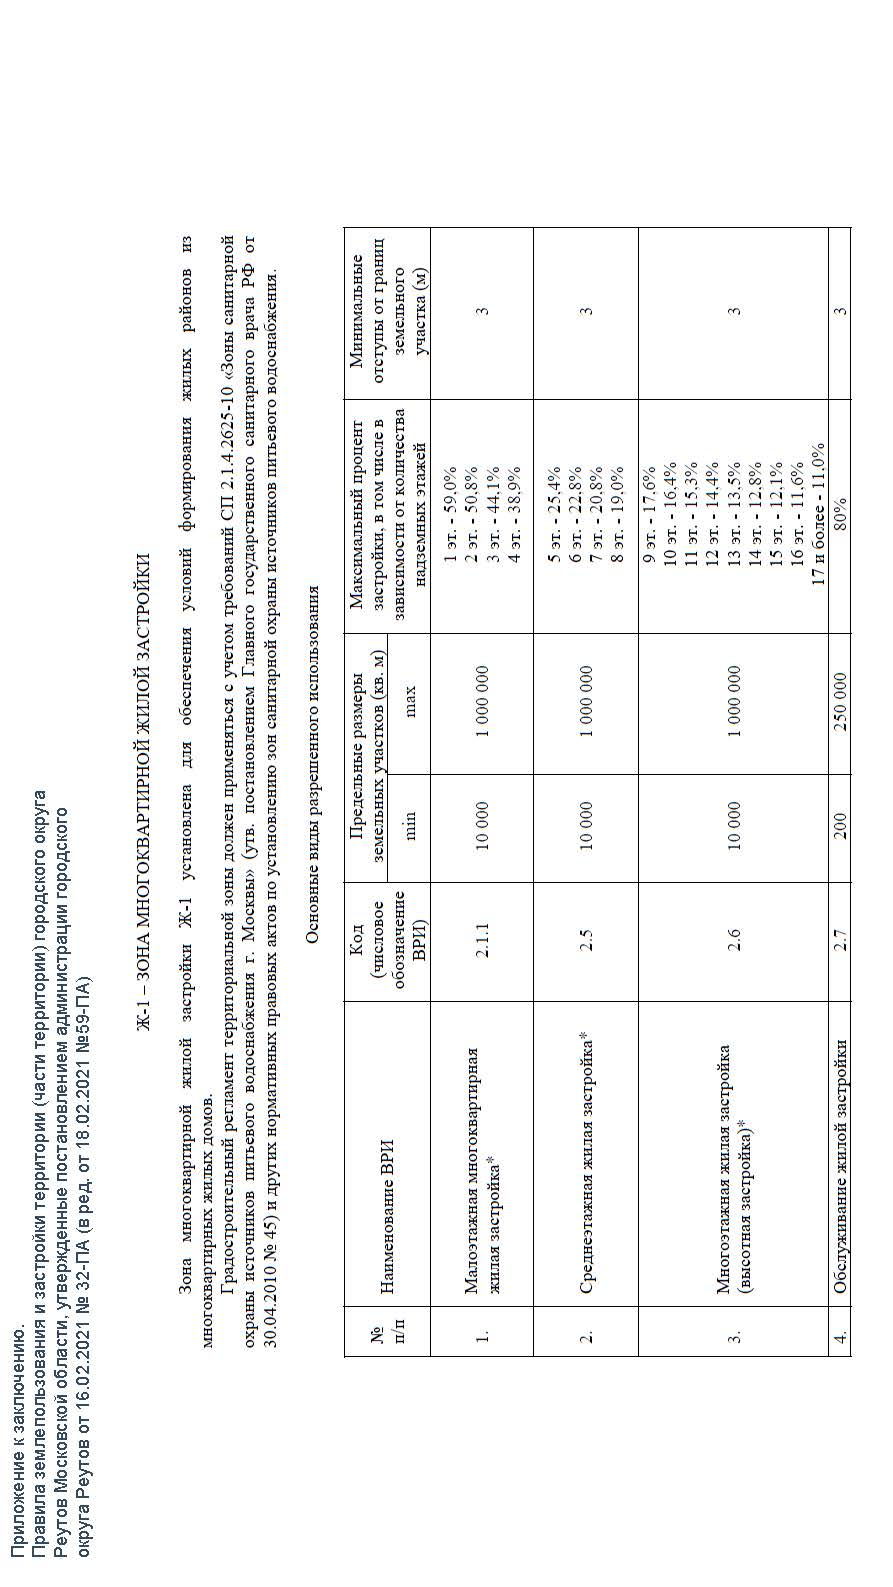 Приложение к заключению.
Правила землепользования и застройки территории (части территории) городского округа
Реутов Московской области, утвержденные постановлением администрации городского
округа Реутов от 16.02.2021 № 32-ПА (в ред. от 18.02.2021 №59-ПА)
Ж-1 – ЗОНА МНОГОКВАРТИРНОЙ ЖИЛОЙ ЗАСТРОЙКИ
Зона многоквартирной жилой застройки Ж-1 установлена для обеспечения условий формирования жилых районов из
многоквартирных жилых домов.
Градостроительный регламент территориальной зоны должен применяться с учетом требований СП 2.1.4.2625-10 «Зоны санитарной
охраны источников питьевого водоснабжения г. Москвы» (утв. постановлением Главного государственного санитарного врача РФ от
30.04.2010 № 45) и других нормативных правовых актов по установлению зон санитарной охраны источников питьевого водоснабжения.
Основные виды разрешенного использования
№
п/п
Наименование ВРИ
Код
(числовое
обозначение
ВРИ)
Предельные размеры
земельных участков (кв. м)
min
max
Максимальный процент
застройки, в том числе в
зависимости от количества
надземных этажей
Минимальные
отступы от границ
земельного
участка (м)
1.
Малоэтажная многоквартирная
жилая застройка*
2.1.1
10 000
1 000 000
1 эт. - 59,0%
2 эт. - 50,8%
3 эт. - 44,1%
4 эт. - 38,9%
3
2.
Среднеэтажная жилая застройка*
2.5
10 000
1 000 000
5 эт. - 25,4%
6 эт. - 22,8%
7 эт. - 20,8%
8 эт. - 19,0%
3
3.
Многоэтажная жилая застройка
(высотная застройка)*
2.6
10 000
1 000 000
9 эт. - 17,6%
10 эт. - 16,4%
11 эт. - 15,3%
12 эт. - 14,4%
13 эт. - 13,5%
14 эт. - 12,8%
15 эт. - 12,1%
16 эт. - 11,6%
17 и более - 11,0%
3
4.
Обслуживание жилой застройки
2.7
200
250 000
80%
3